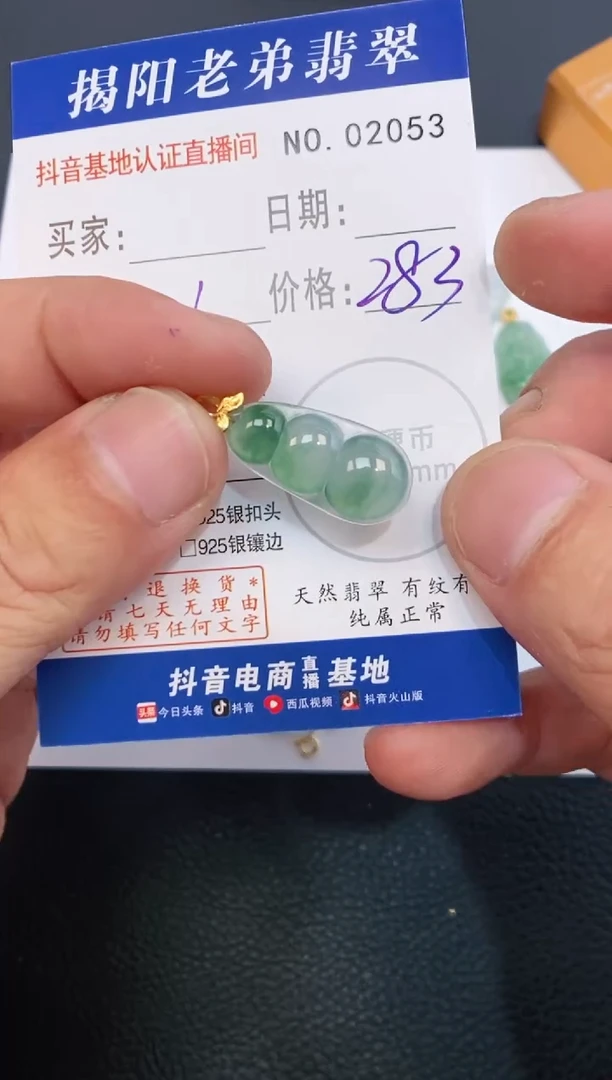 揭阳老弟翡翠
抖音基地认证直播间 NO. 02053
买家: 日期:
价格: 283
硬币
mm
925银扣头
□925银镶边
退换货*
请七天无理由
请勿填写任何文字
天然翡翠 有纹有
纯属正常
抖音电商直播基地
头条 今日头条 抖音 西瓜视频 抖音火山版